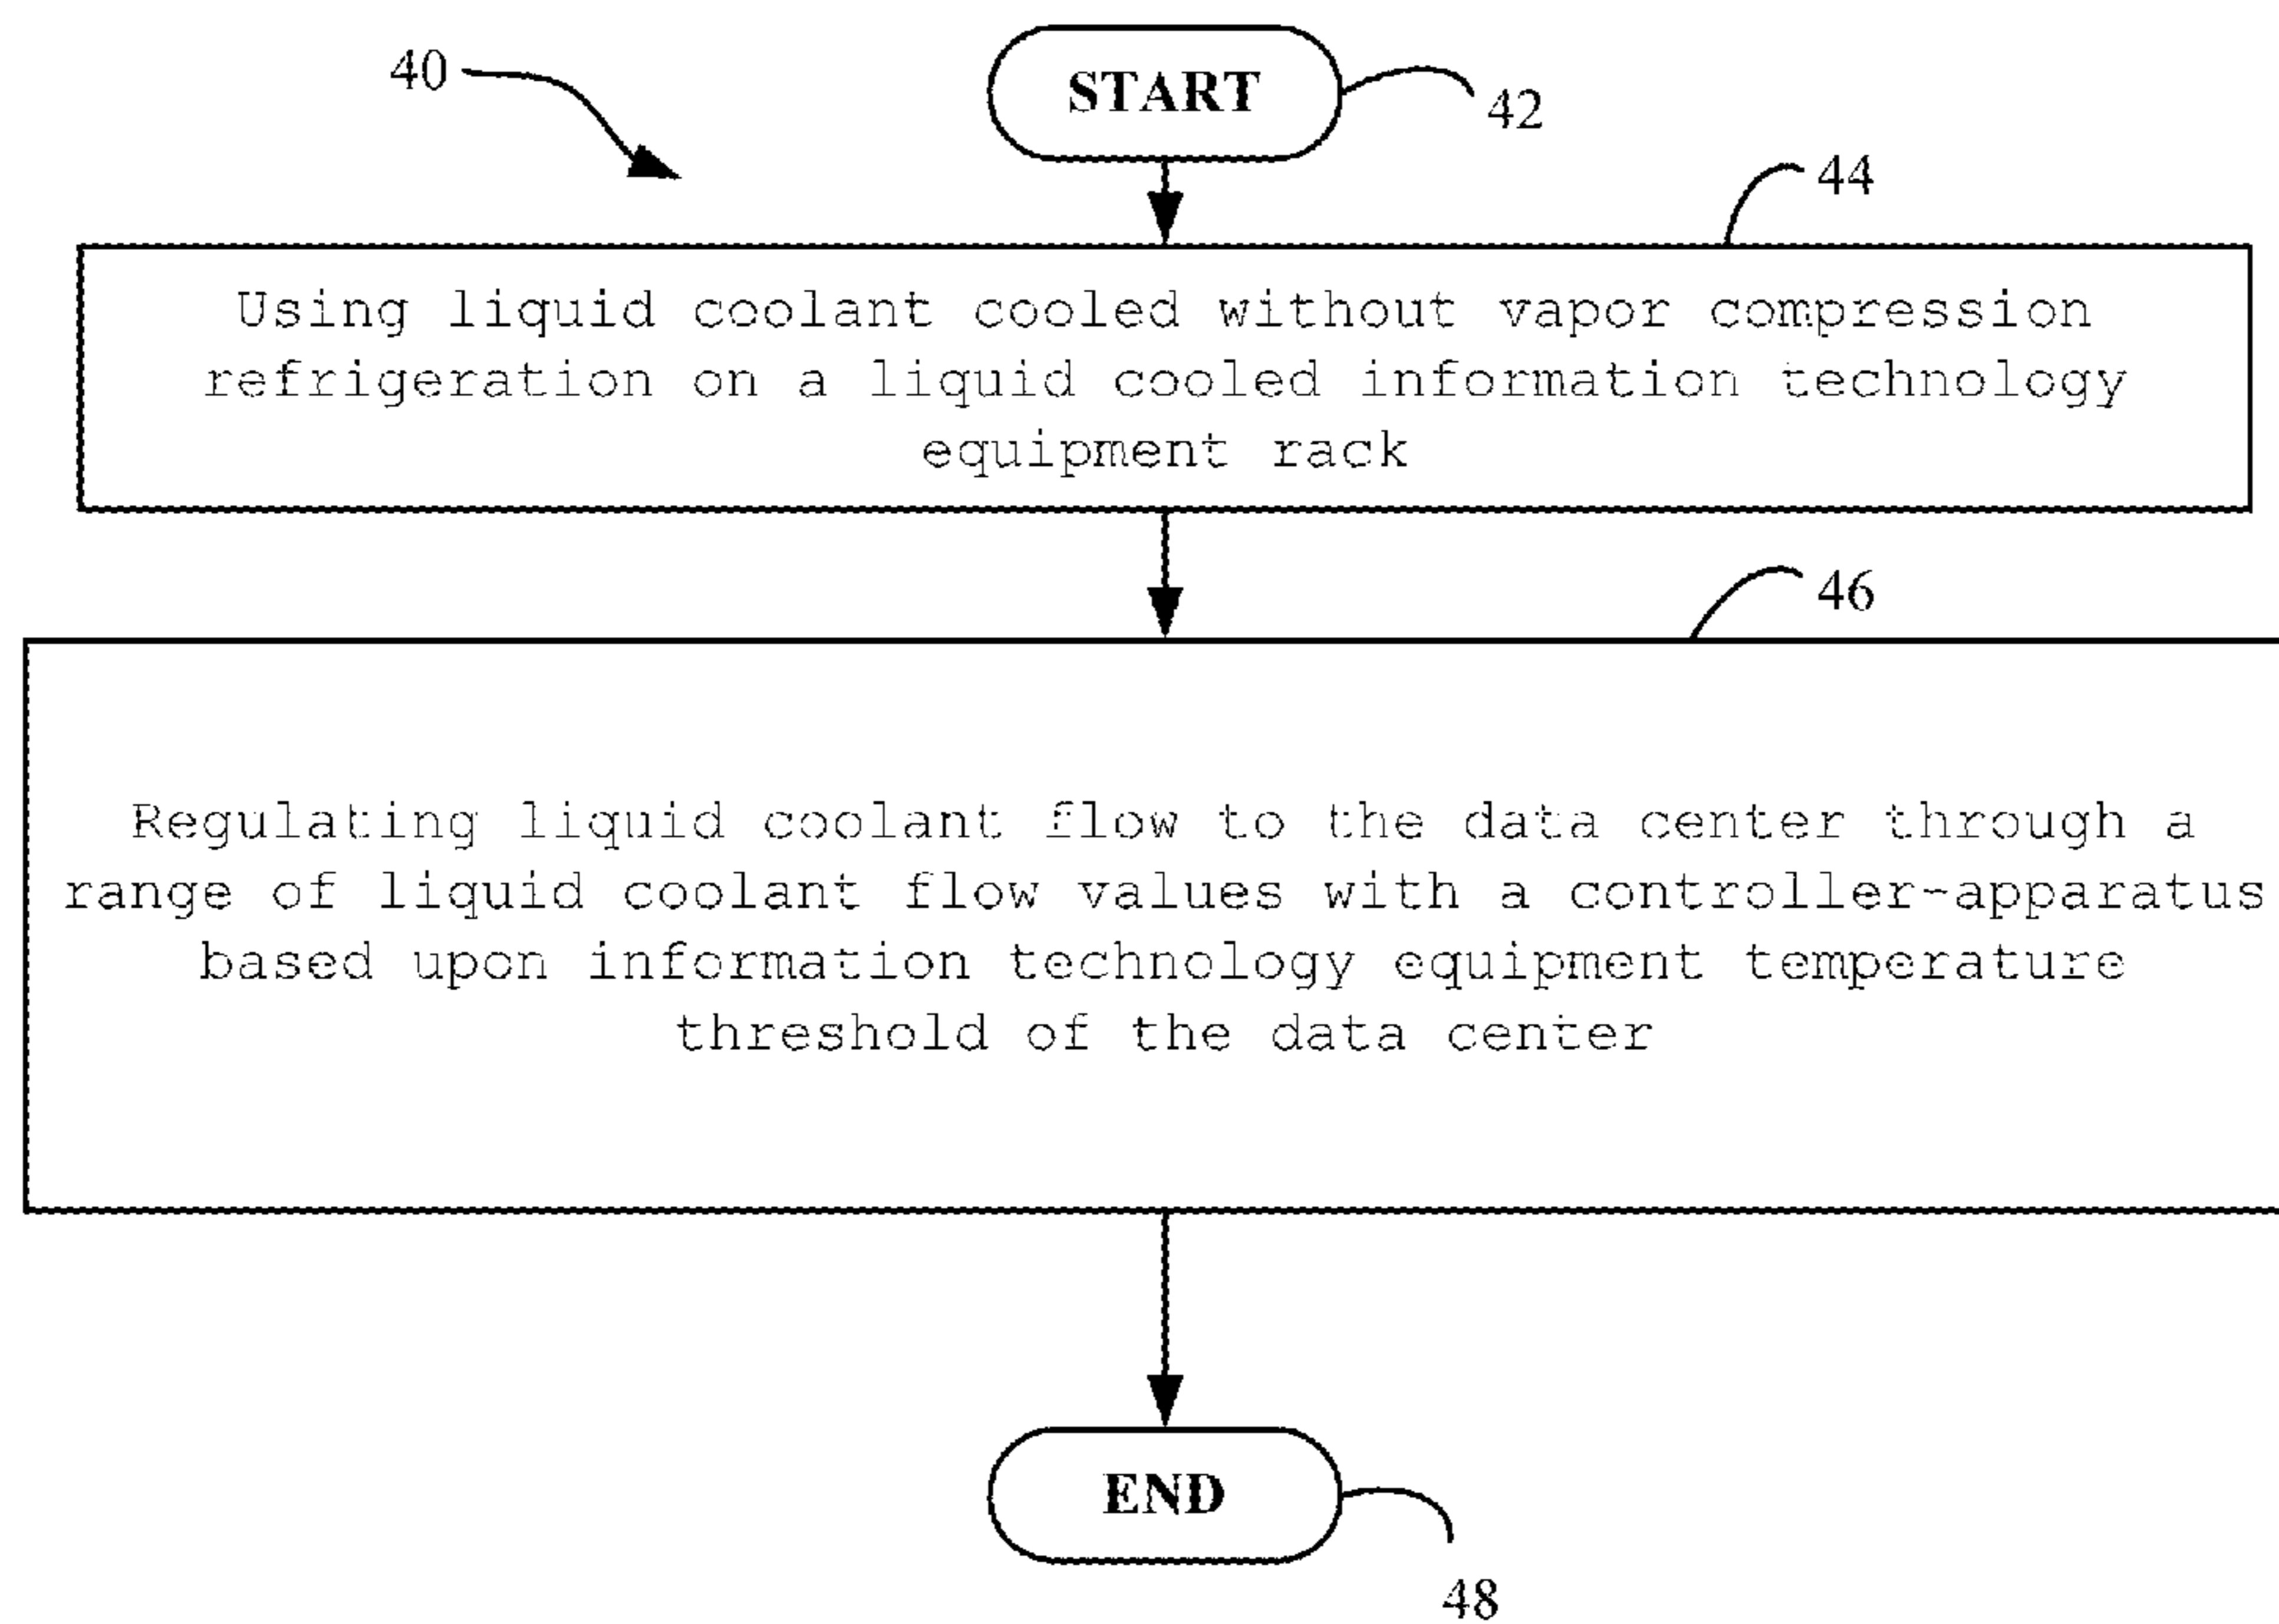 40
START
42
44
Using liquid coolant cooled without vapor compression
refrigeration on a liquid cooled information technology
equipment rack
46
Regulating liquid coolant flow to the data center through a
range of liquid coolant flow values with a controller-apparatus
based upon information technology equipment temperature
threshold of the data center
END
48